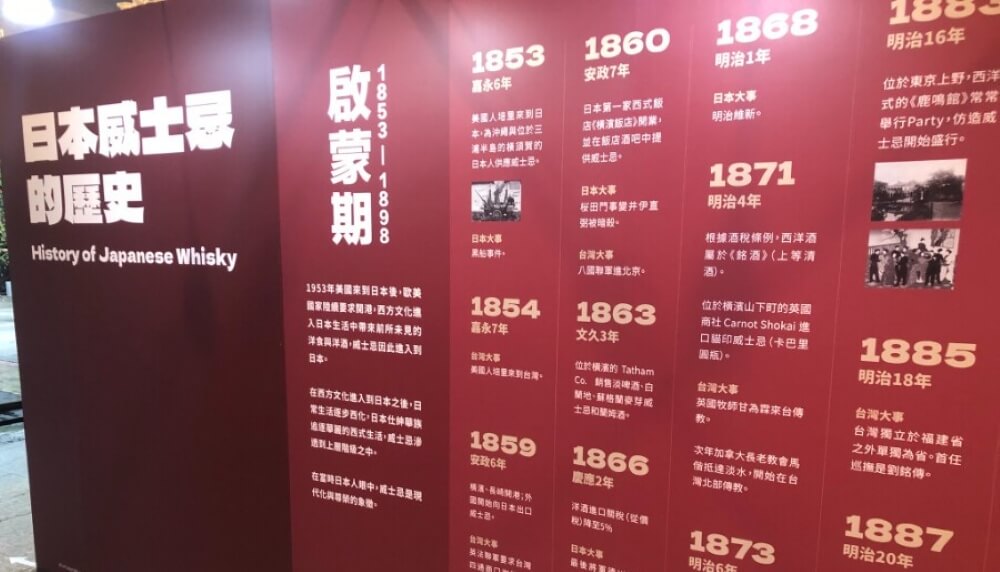 日本威士忌
的歷史
History of Japanese Whisky
啟蒙期
1853—1898
1953年美國來到日本後，歐美
國家陸續要求開港，西方文化進
入日本生活中帶來前所未見的
洋食與洋酒，威士忌因此進入到
日本。
在西方文化進入到日本之後，日
常生活逐步西化，日本仕紳華族
追逐華麗的西式生活，威士忌滲
透到上層階級之中。
在當時日本人眼中，威士忌是現
代化與尊榮的象徵。
1853
嘉永6年
美國人培里來到日
本，為沖繩與位於三
浦半島的橫須賀的
日本人供應威士忌。
日本大事
黑船事件。
1854
嘉永7年
台灣大事
美國人培里來到台灣。
1859
安政6年
橫濱、長崎開港；外
國開始向日本出口
威士忌。
台灣大事
英法聯軍要求台灣
1860
安政7年
日本第一家西式飯
店《橫濱飯店》開業，
並在飯店酒吧中提
供威士忌。
日本大事
桜田門事變井伊直
弼被暗殺。
台灣大事
八國聯軍進北京。
1863
文久3年
位於橫濱的 Tatham
Co. 銷售淡啤酒、白
蘭地、蘇格蘭麥芽威
士忌和蘭姆酒。
1866
慶應2年
洋酒進口關稅（從價
稅）降至5%
日本大事
1868
明治1年
日本大事
明治維新。
1871
明治4年
根據酒稅條例，西洋酒
屬於《銘酒》（上等清
酒）。
位於橫濱山下町的英國
商社 Carnot Shokai 進
口貓印威士忌（卡巴里
圓瓶）。
台灣大事
英國牧師甘為霖來台傳
教。
次年加拿大長老教會馬
偕抵達淡水，開始在台
灣北部傳教。
1873
明治6年
1883
明治16年
位於東京上野，西洋
式的《鹿鳴館》常常
舉行Party，仿造威
士忌開始盛行。
1885
明治18年
台灣大事
台灣獨立於福建省
之外單獨為省。首任
巡撫是劉銘傳。
1887
明治20年